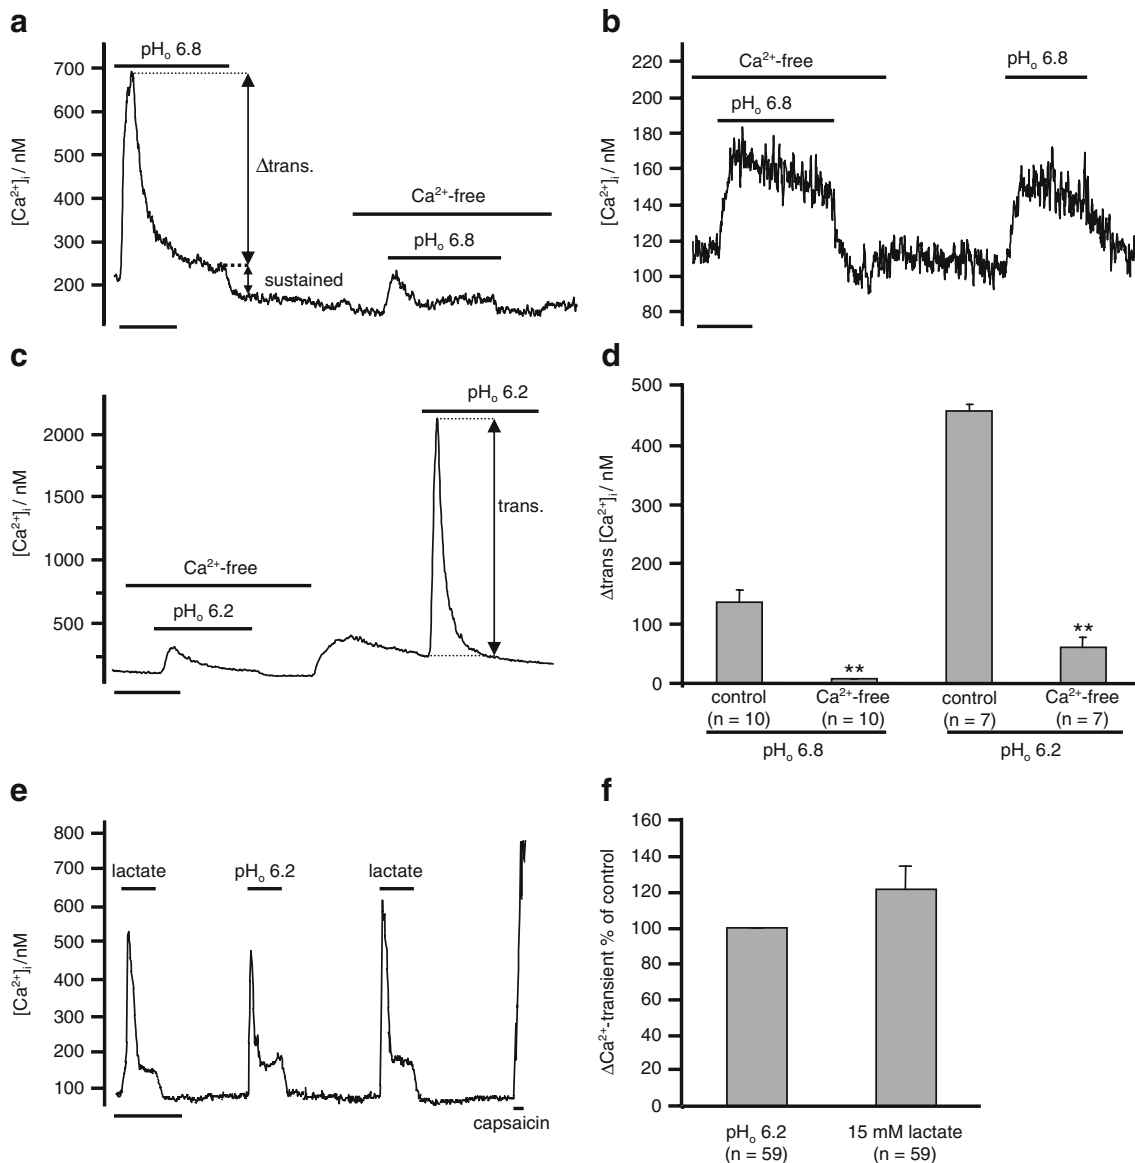 a
pHₒ 6.8
700
600
500
400
300
200
[Ca²⁺]ᵢ / nM
Δtrans.
sustained
Ca²⁺-free
pHₒ 6.8
b
220
200
180
160
140
120
100
80
[Ca²⁺]ᵢ / nM
Ca²⁺-free
pHₒ 6.8
pHₒ 6.8
c
2000
1500
1000
500
[Ca²⁺]ᵢ / nM
Ca²⁺-free
pHₒ 6.2
pHₒ 6.2
trans.
d
500
400
300
200
100
0
Δtrans [Ca²⁺]ᵢ / nM
**
**
control
(n = 10)
Ca²⁺-free
(n = 10)
control
(n = 7)
Ca²⁺-free
(n = 7)
pHₒ 6.8
pHₒ 6.2
e
800
700
600
500
400
300
200
100
[Ca²⁺]ᵢ /nM
lactate
pHₒ 6.2
lactate
capsaicin
f
160
140
120
100
80
60
40
20
0
ΔCa²⁺-transient % of control
pHₒ 6.2
(n = 59)
15 mM lactate
(n = 59)